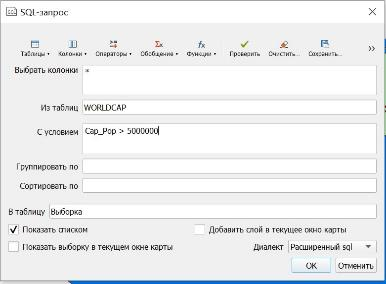 SQL-запрос
Таблицы Колонки Операторы Обобщение Функции Проверить Очистить... Сохранить...
Выбрать колонки *
Из таблиц WORLDCAP
С условием Cap_Pop > 5000000
Группировать по
Сортировать по
В таблицу Выборка
Показать списком Добавить слой в текущее окно карты
Показать выборку в текущем окне карты Диалект Расширенный sql
OK Отменить